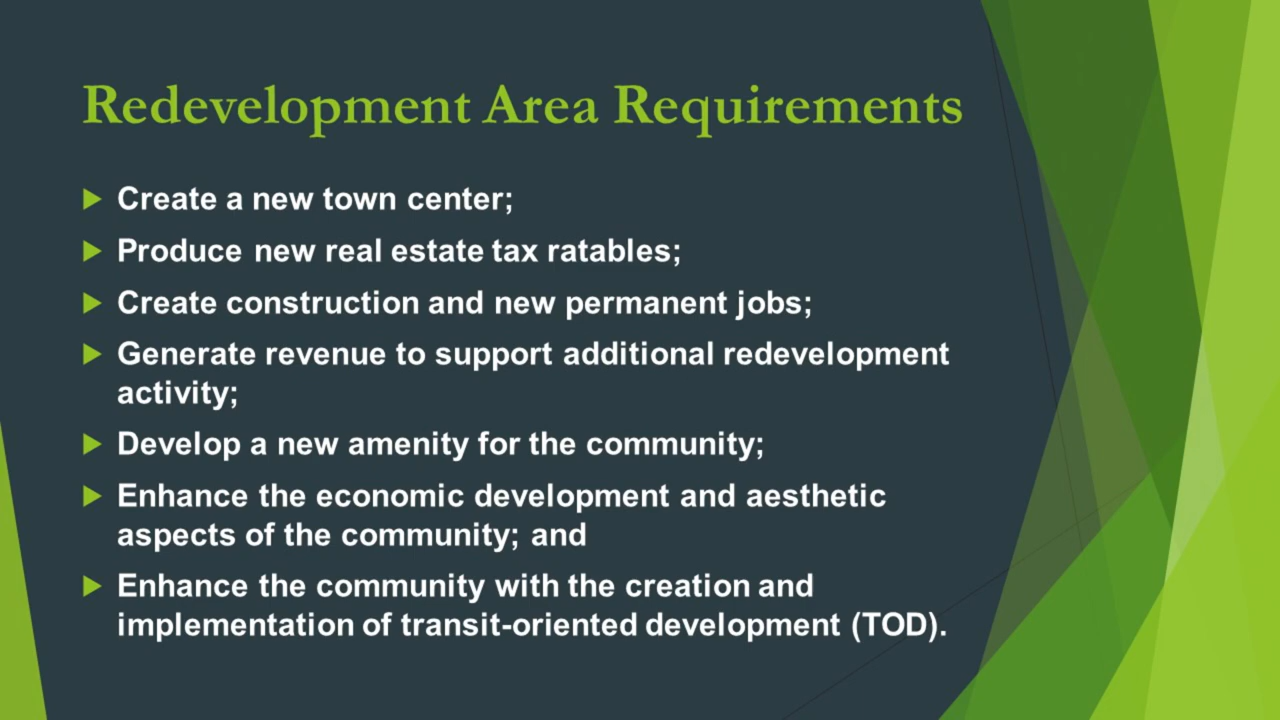 Redevelopment Area Requirements
Create a new town center;
Produce new real estate tax ratables;
Create construction and new permanent jobs;
Generate revenue to support additional redevelopment
activity;
Develop a new amenity for the community;
Enhance the economic development and aesthetic
aspects of the community; and
Enhance the community with the creation and
implementation of transit-oriented development (TOD).